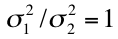 σ₁²/σ₂² = 1